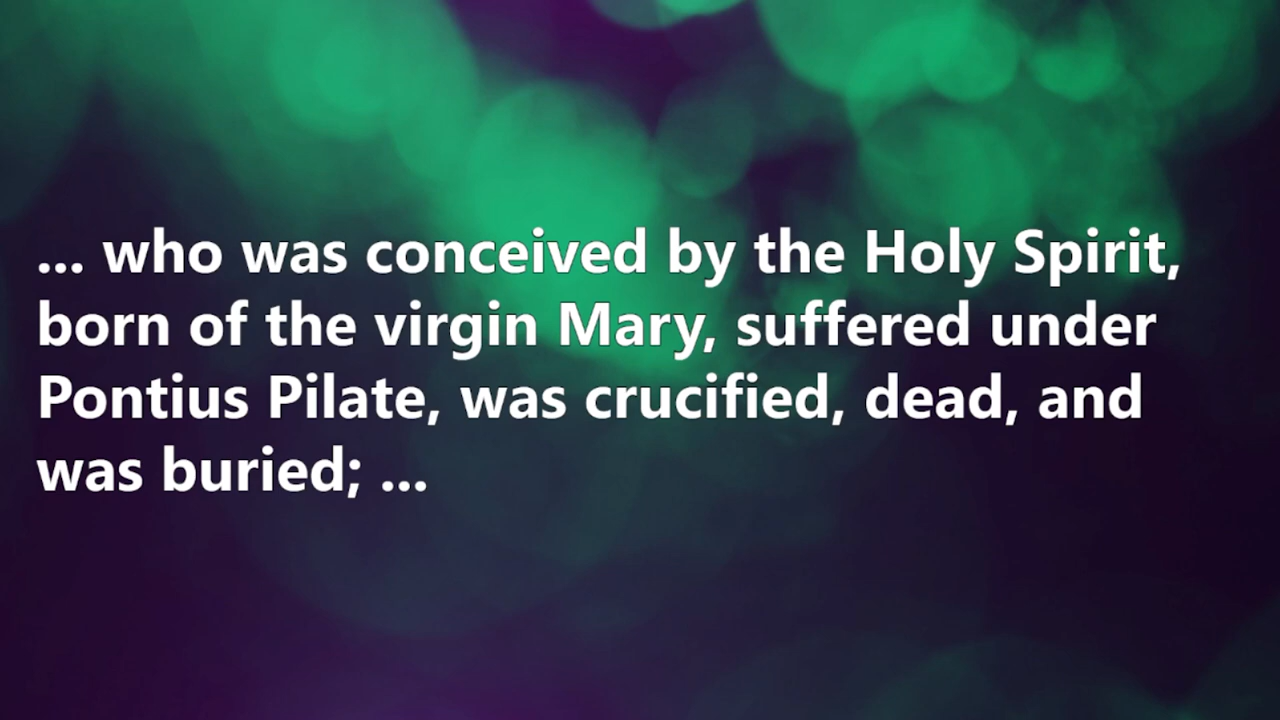 ... who was conceived by the Holy Spirit,
born of the virgin Mary, suffered under
Pontius Pilate, was crucified, dead, and
was buried; ...